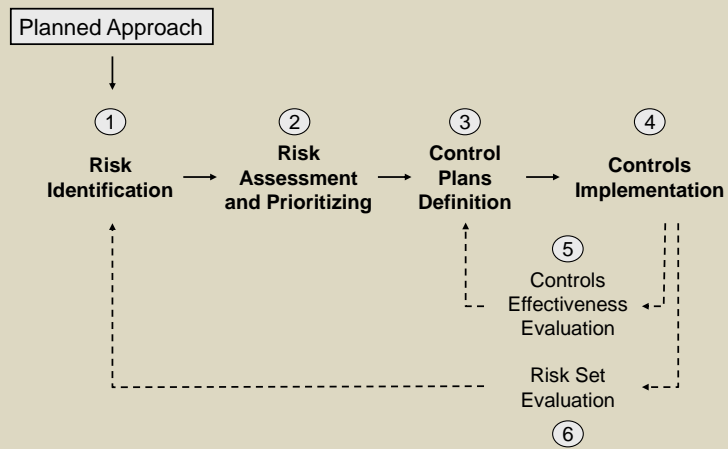 Planned Approach
1
Risk
Identification
2
Risk
Assessment
and Prioritizing
3
Control
Plans
Definition
4
Controls
Implementation
5
Controls
Effectiveness
Evaluation
Risk Set
Evaluation
6